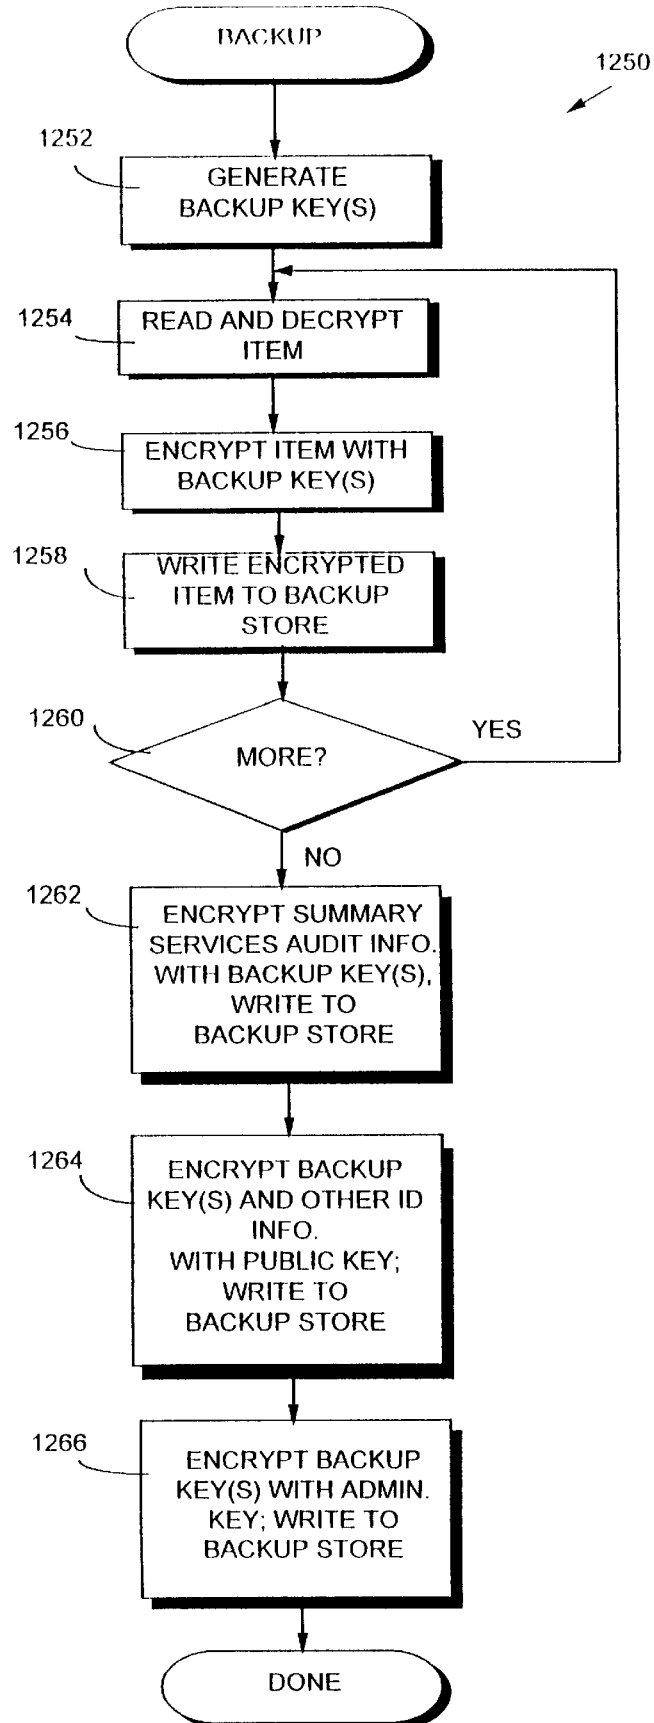 BACKUP
1250
1252
GENERATE
BACKUP KEY(S)
1254
READ AND DECRYPT
ITEM
1256
ENCRYPT ITEM WITH
BACKUP KEY(S)
1258
WRITE ENCRYPTED
ITEM TO BACKUP
STORE
1260
MORE?
YES
NO
1262
ENCRYPT SUMMARY
SERVICES AUDIT INFO.
WITH BACKUP KEY(S),
WRITE TO
BACKUP STORE
1264
ENCRYPT BACKUP
KEY(S) AND OTHER ID
INFO.
WITH PUBLIC KEY;
WRITE TO
BACKUP STORE
1266
ENCRYPT BACKUP
KEY(S) WITH ADMIN.
KEY; WRITE TO
BACKUP STORE
DONE